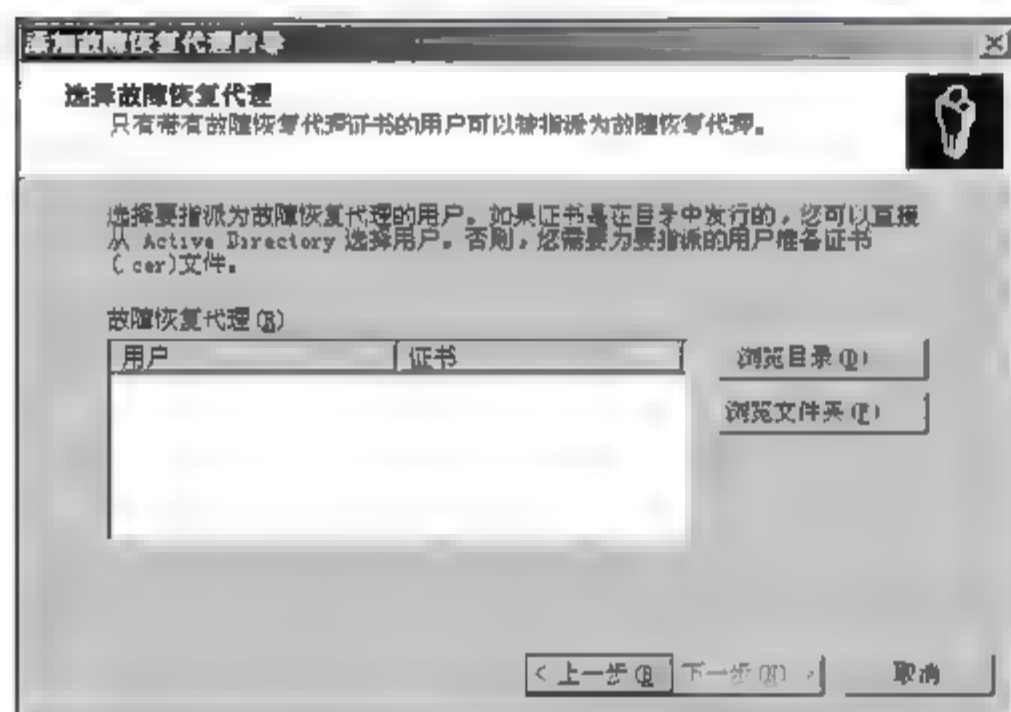 添加故障恢复代理向导
选择故障恢复代理
只有带有故障恢复代理证书的用户可以被指派为故障恢复代理。
选择要指派为故障恢复代理的用户。如果证书是在目录中发行的，您可以直接
从 Active Directory 选择用户。否则，您需要为要指派的用户准备证书
(.cer)文件。
故障恢复代理(R)
用户 证书
浏览目录(D)
浏览文件夹(F)
< 上一步(B) 下一步(N) > 取消